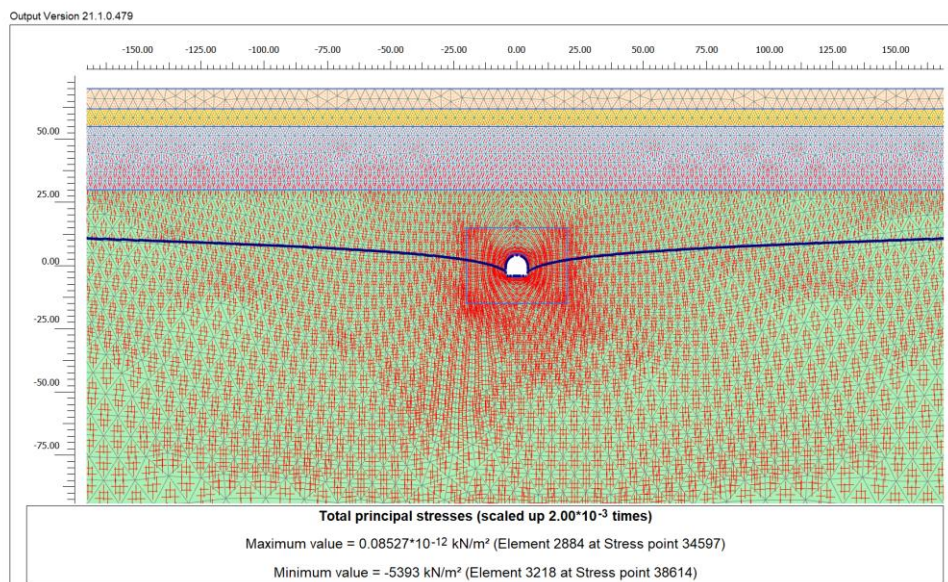 Output Version 21.1.0.479
-150.00 -125.00 -100.00 -75.00 -50.00 -25.00 0.00 25.00 50.00 75.00 100.00 125.00 150.00
50.00
25.00
0.00
-25.00
-50.00
-75.00
Total principal stresses (scaled up 2.00*10-3 times)
Maximum value = 0.08527*10-12 kN/m² (Element 2884 at Stress point 34597)
Minimum value = -5393 kN/m² (Element 3218 at Stress point 38614)